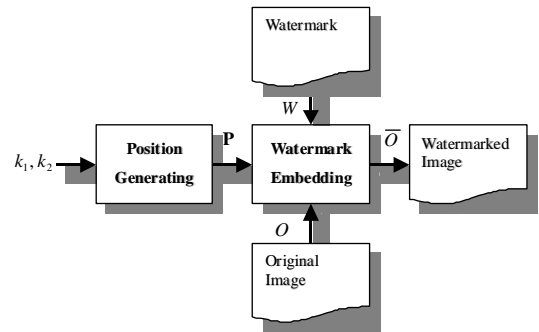 Watermark
W
k₁, k₂
Position
Generating
P
Watermark
Embedding
O̅
Watermarked
Image
O
Original
Image